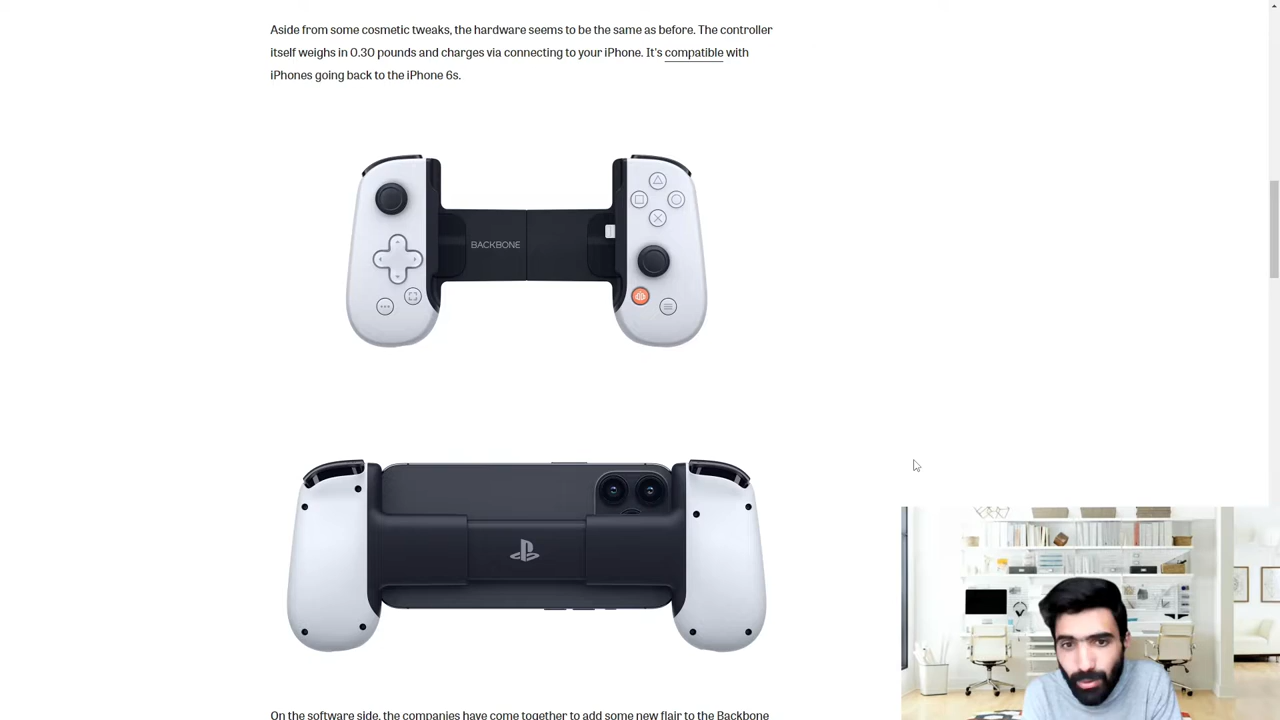 Aside from some cosmetic tweaks, the hardware seems to be the same as before. The controller
itself weighs in 0.30 pounds and charges via connecting to your iPhone. It's compatible with
iPhones going back to the iPhone 6s.
BACKBONE
On the software side, the companies have come together to add some new flair to the Backbone